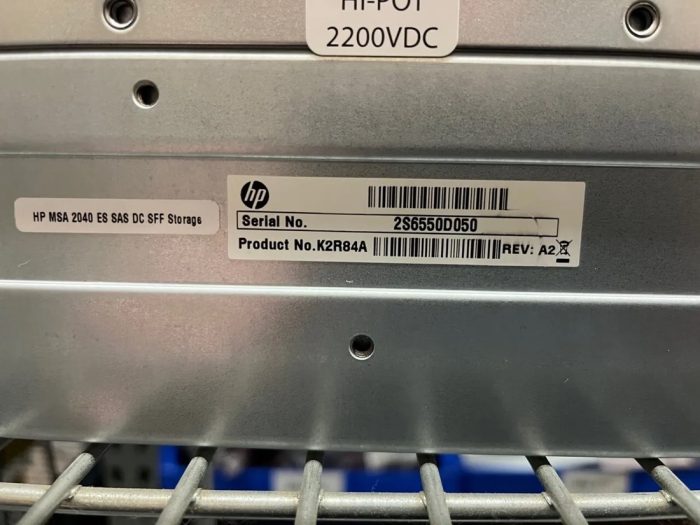 HI-POT
2200VDC
hp
HP MSA 2040 ES SAS DC SFF Storage
Serial No. 2S6550D050
Product No.K2R84A REV: A2